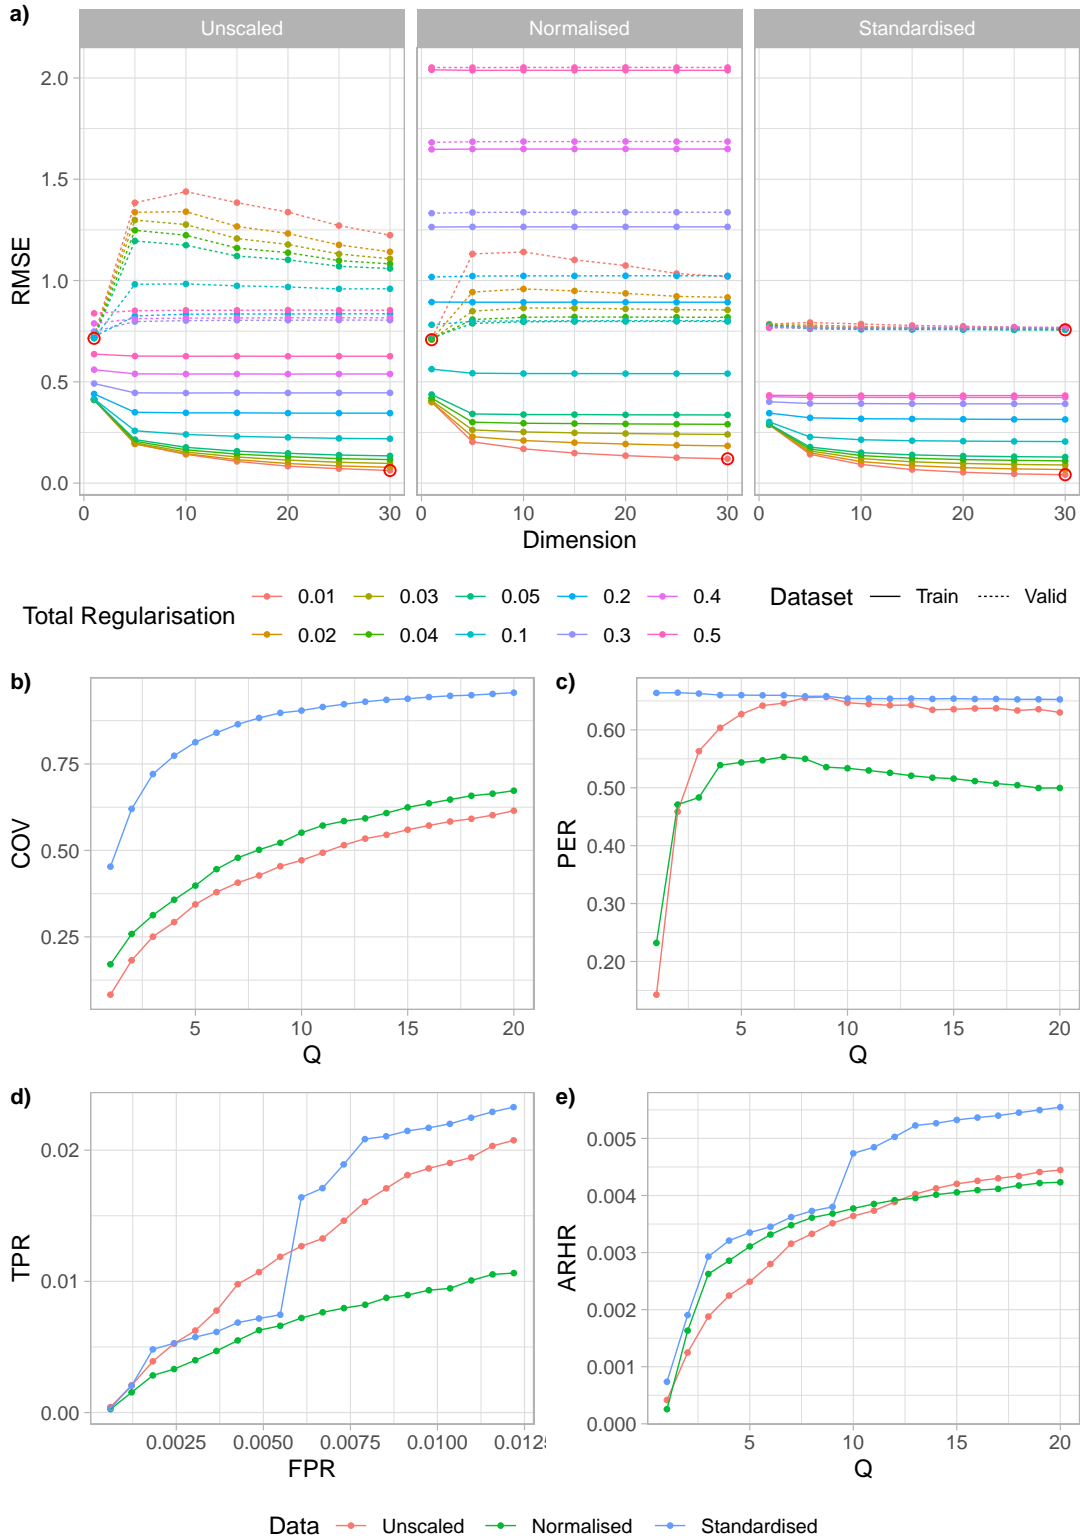 a)
Unscaled Normalised Standardised
2.0
1.5
1.0
0.5
0.0
RMSE
0 10 20 30 0 10 20 30 0 10 20 30
Dimension
Total Regularisation
0.01 0.03 0.05 0.2 0.4
0.02 0.04 0.1 0.3 0.5
Dataset Train Valid
b)
0.75
0.50
0.25
COV
5 10 15 20
Q
c)
0.60
0.50
0.40
0.30
0.20
PER
5 10 15 20
Q
d)
0.02
0.01
0.00
TPR
0.0025 0.0050 0.0075 0.0100 0.012
FPR
e)
0.005
0.004
0.003
0.002
0.001
0.000
ARHR
5 10 15 20
Q
Data Unscaled Normalised Standardised